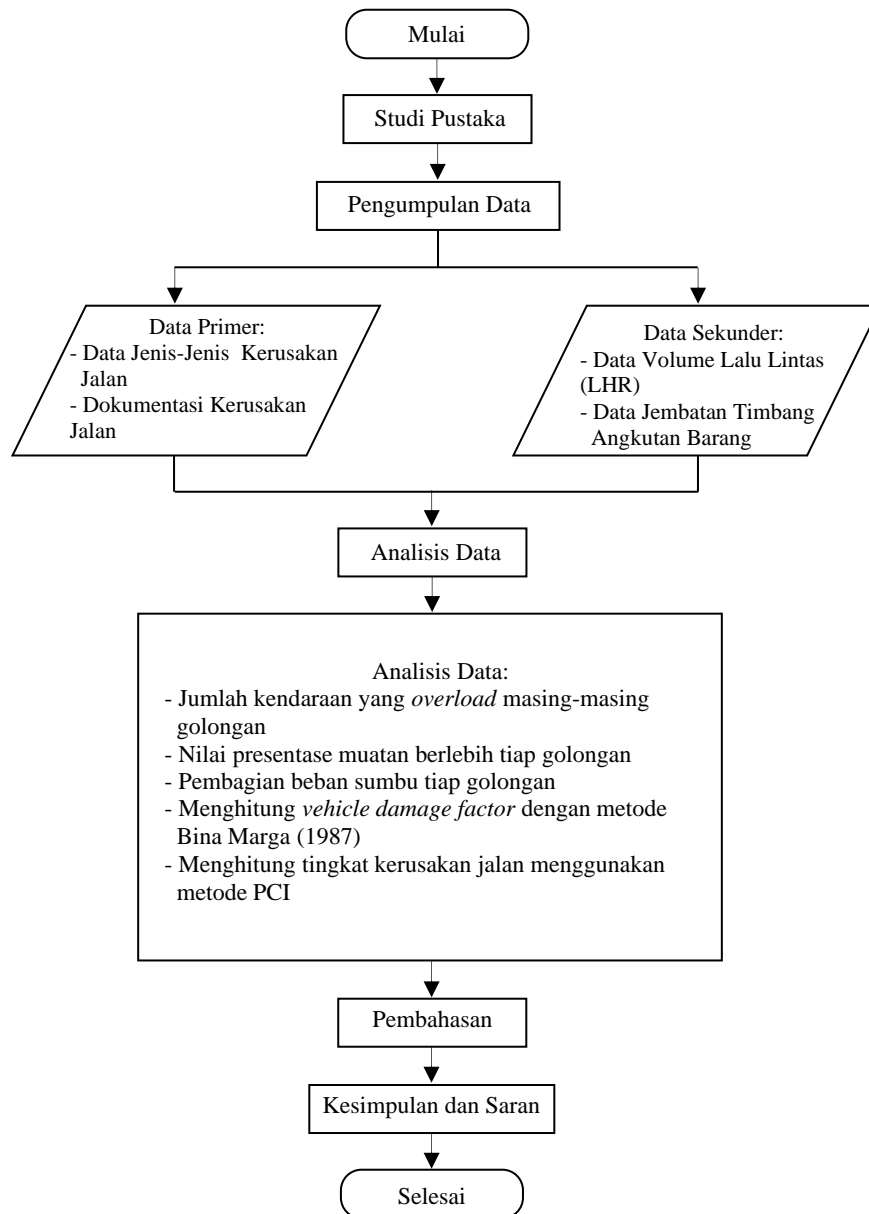 Mulai
Studi Pustaka
Pengumpulan Data
Data Primer:
- Data Jenis-Jenis Kerusakan
Jalan
- Dokumentasi Kerusakan
Jalan
Data Sekunder:
- Data Volume Lalu Lintas
(LHR)
- Data Jembatan Timbang
Angkutan Barang
Analisis Data
Analisis Data:
- Jumlah kendaraan yang overload masing-masing
golongan
- Nilai presentase muatan berlebih tiap golongan
- Pembagian beban sumbu tiap golongan
- Menghitung vehicle damage factor dengan metode
Bina Marga (1987)
- Menghitung tingkat kerusakan jalan menggunakan
metode PCI
Pembahasan
Kesimpulan dan Saran
Selesai